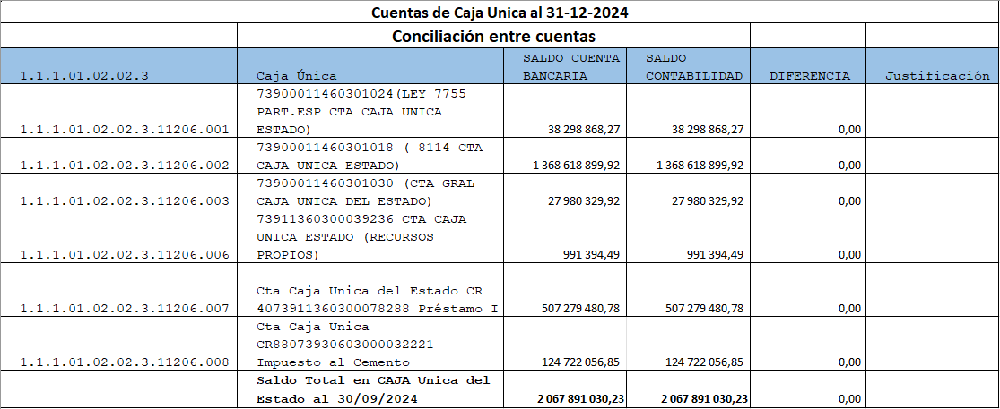 Cuentas de Caja Unica al 31-12-2024
Conciliación entre cuentas
SALDO CUENTA SALDO
1.1.1.01.02.02.3 Caja Única BANCARIA CONTABILIDAD DIFERENCIA Justificación
73900011460301024(LEY 7755
PART.ESP CTA CAJA UNICA
1.1.1.01.02.02.3.11206.001 ESTADO) 38 298 868,27 38 298 868,27 0,00
73900011460301018 ( 8114 CTA
1.1.1.01.02.02.3.11206.002 CAJA UNICA ESTADO) 1 368 618 899,92 1 368 618 899,92 0,00
73900011460301030 (CTA GRAL
1.1.1.01.02.02.3.11206.003 CAJA UNICA DEL ESTADO) 27 980 329,92 27 980 329,92 0,00
73911360300039236 CTA CAJA
UNICA ESTADO (RECURSOS
1.1.1.01.02.02.3.11206.006 PROPIOS) 991 394,49 991 394,49 0,00
Cta Caja Unica del Estado CR
1.1.1.01.02.02.3.11206.007 4073911360300078288 Préstamo I 507 279 480,78 507 279 480,78 0,00
Cta Caja Unica
CR88073930603000032221
1.1.1.01.02.02.3.11206.008 Impuesto al Cemento 124 722 056,85 124 722 056,85 0,00
Saldo Total en CAJA Unica del
Estado al 30/09/2024 2 067 891 030,23 2 067 891 030,23 0,00